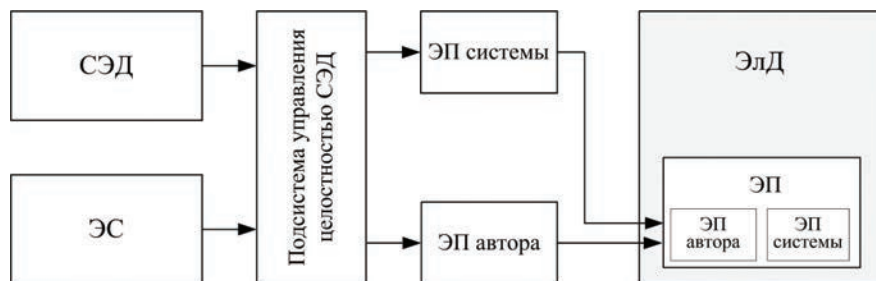 СЭД
ЭС
Подсистема управления
целостностью СЭД
ЭП системы
ЭП автора
ЭлД
ЭП
ЭП
автора
ЭП
системы